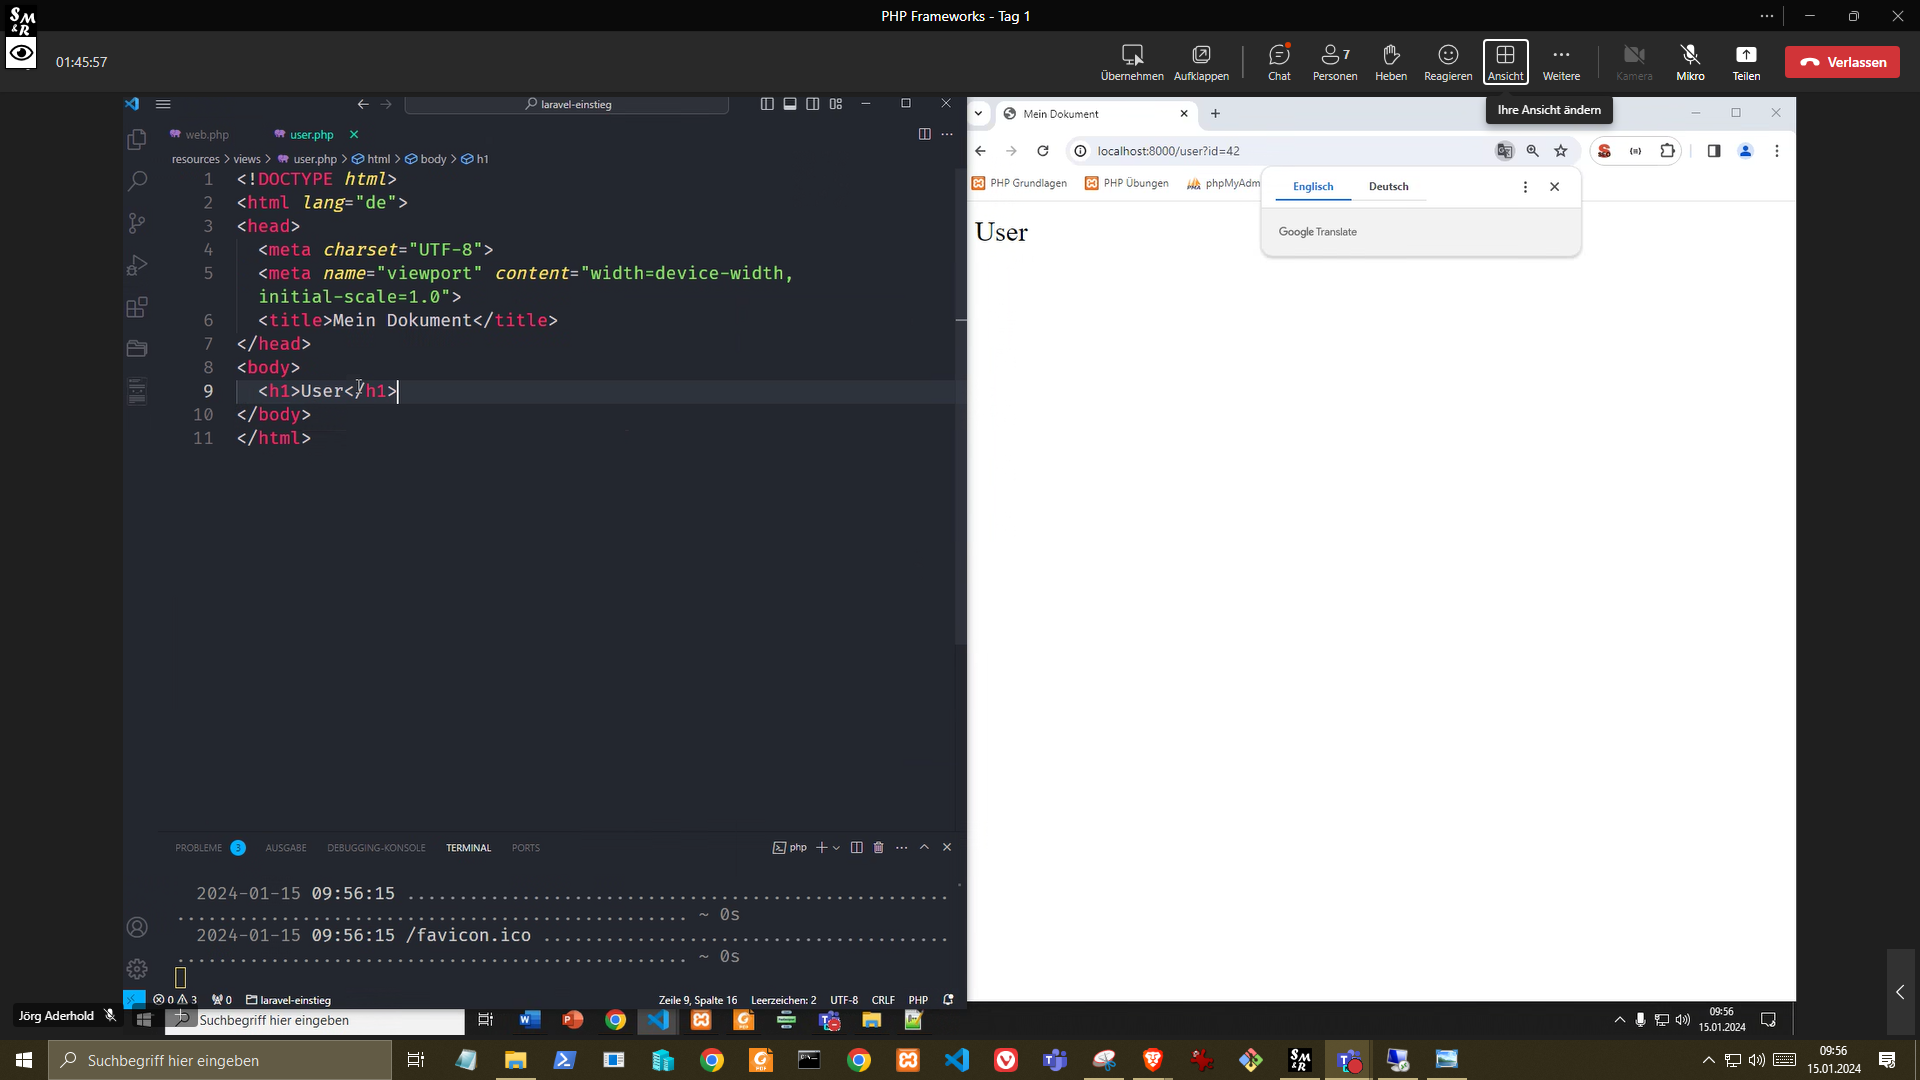 SM&R
PHP Frameworks - Tag 1
01:45:57
Übernehmen
Aufklappen
Chat
7
Personen
Heben
Reagieren
Ansicht
Weitere
Kamera
Mikro
Teilen
Verlassen
Ihre Ansicht ändern
laravel-einstieg
web.php
user.php
resources > views > user.php > html > body > h1
1 <!DOCTYPE html>
2 <html lang="de">
3 <head>
4 <meta charset="UTF-8">
5 <meta name="viewport" content="width=device-width,
initial-scale=1.0">
6 <title>Mein Dokument</title>
7 </head>
8 <body>
9 <h1>User</h1>
10 </body>
11 </html>
PROBLEME 3
AUSGABE
DEBUGGING-KONSOLE
TERMINAL
PORTS
php
2024-01-15 09:56:15 ....................................................
................................................. ~ 0s
2024-01-15 09:56:15 /favicon.ico .......................................
................................................. ~ 0s
0 3
0
laravel-einstieg
Zeile 9, Spalte 16
Leerzeichen: 2
UTF-8
CRLF
PHP
Mein Dokument
localhost:8000/user?id=42
PHP Grundlagen
PHP Übungen
phpMyAdm
Englisch
Deutsch
Google Translate
User
Jörg Aderhold
Suchbegriff hier eingeben
09:56
15.01.2024
Suchbegriff hier eingeben
09:56
15.01.2024